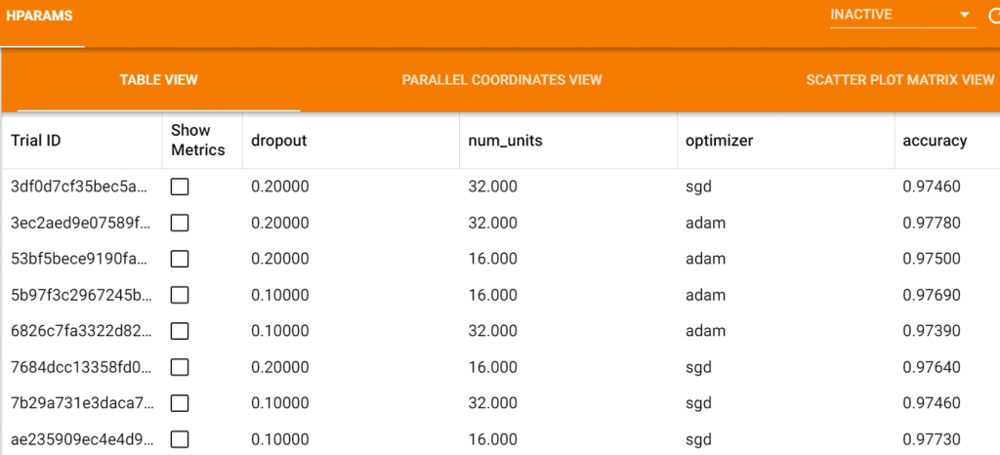 HPARAMS
INACTIVE
TABLE VIEW PARALLEL COORDINATES VIEW SCATTER PLOT MATRIX VIEW
Trial ID Show Metrics dropout num_units optimizer accuracy
3df0d7cf35bec5a... 0.20000 32.000 sgd 0.97460
3ec2aed9e07589f... 0.20000 32.000 adam 0.97780
53bf5bece9190fa... 0.20000 16.000 adam 0.97500
5b97f3c2967245b... 0.10000 16.000 adam 0.97690
6826c7fa3322d82... 0.10000 32.000 adam 0.97390
7684dcc13358fd0... 0.20000 16.000 sgd 0.97640
7b29a731e3daca7... 0.10000 32.000 sgd 0.97460
ae235909ec4e4d9... 0.10000 16.000 sgd 0.97730